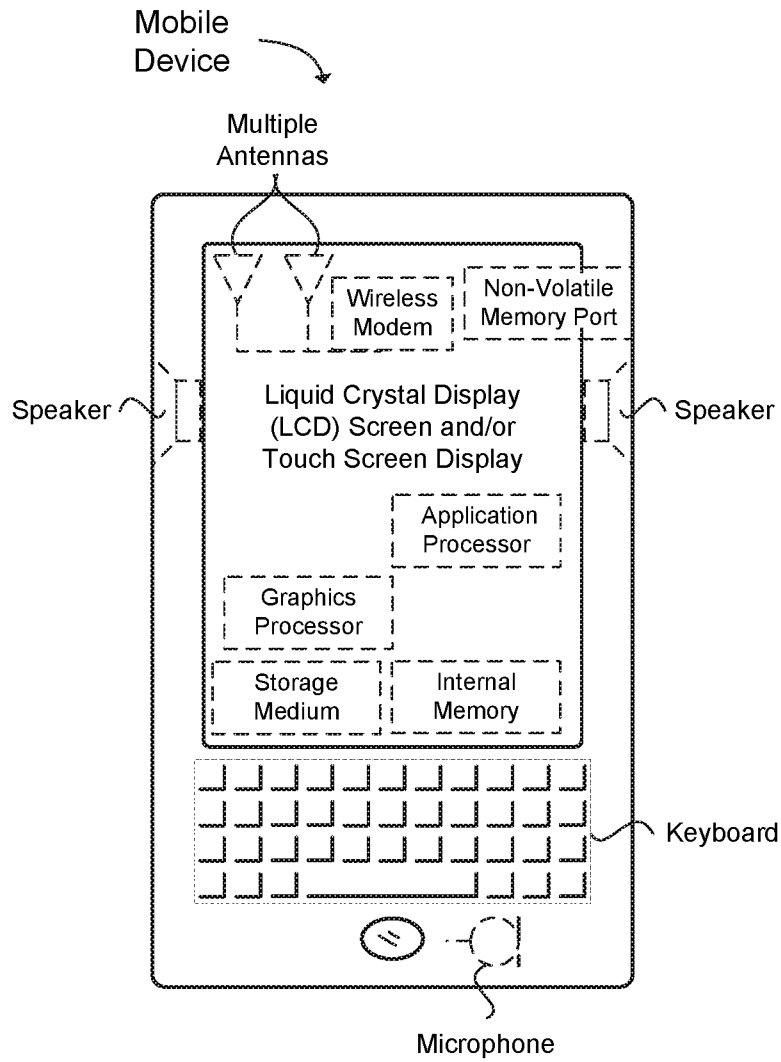 Mobile
Device
Multiple
Antennas
Wireless
Modem
Non-Volatile
Memory Port
Speaker
Liquid Crystal Display
(LCD) Screen and/or
Touch Screen Display
Speaker
Application
Processor
Graphics
Processor
Storage
Medium
Internal
Memory
Keyboard
Microphone